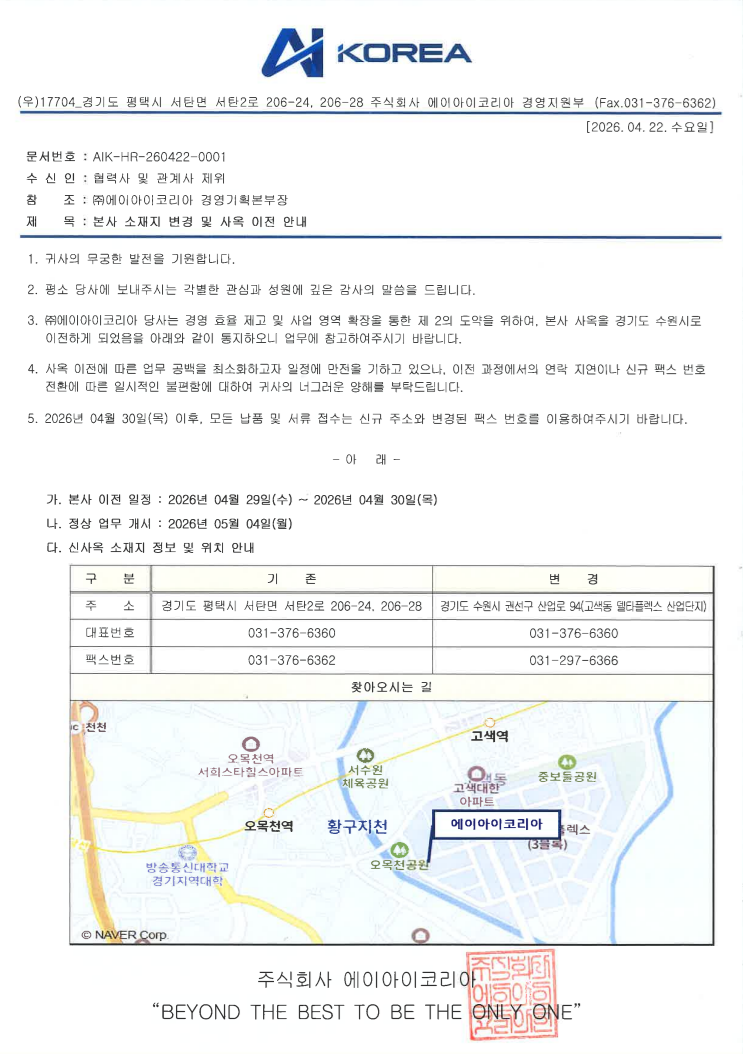 AI KOREA
(우)17704_경기도 평택시 서탄면 서탄2로 206-24, 206-28 주식회사 에이아이코리아 경영지원부 (Fax.031-376-6362)
[2026. 04. 22. 수요일]
문서번호 : AIK-HR-260422-0001
수 신 인 : 협력사 및 관계사 제위
참 조 : ㈜에이아이코리아 경영기획본부장
제 목 : 본사 소재지 변경 및 사옥 이전 안내
1. 귀사의 무궁한 발전을 기원합니다.
2. 평소 당사에 보내주시는 각별한 관심과 성원에 깊은 감사의 말씀을 드립니다.
3. ㈜에이아이코리아 당사는 경영 효율 제고 및 사업 영역 확장을 통한 제 2의 도약을 위하여, 본사 사옥을 경기도 수원시로
이전하게 되었음을 아래와 같이 통지하오니 업무에 참고하여주시기 바랍니다.
4. 사옥 이전에 따른 업무 공백을 최소화하고자 일정에 만전을 기하고 있으나, 이전 과정에서의 연락 지연이나 신규 팩스 번호
전환에 따른 일시적인 불편함에 대하여 귀사의 너그러운 양해를 부탁드립니다.
5. 2026년 04월 30일(목) 이후, 모든 납품 및 서류 접수는 신규 주소와 변경된 팩스 번호를 이용하여주시기 바랍니다.
- 아 래 -
가. 본사 이전 일정 : 2026년 04월 29일(수) ~ 2026년 04월 30일(목)
나. 정상 업무 개시 : 2026년 05월 04일(월)
다. 신사옥 소재지 정보 및 위치 안내
구 분 기 존 변 경
주 소 경기도 평택시 서탄면 서탄2로 206-24, 206-28 경기도 수원시 권선구 산업로 94(고색동 델타플렉스 산업단지)
대표번호 031-376-6360 031-376-6360
팩스번호 031-376-6362 031-297-6366
찾아오시는 길
IC 천천
고색역
오목천역
서희스타힐스아파트
서수원
체육공원
고색대한
아파트
색동
중보들공원
오목천역
황구지천
에이아이코리아
플렉스
(3블록)
오목천공원
방송통신대학교
경기지역대학
© NAVER Corp.
주식회사 에이아이코리아
“BEYOND THE BEST TO BE THE ONLY ONE”